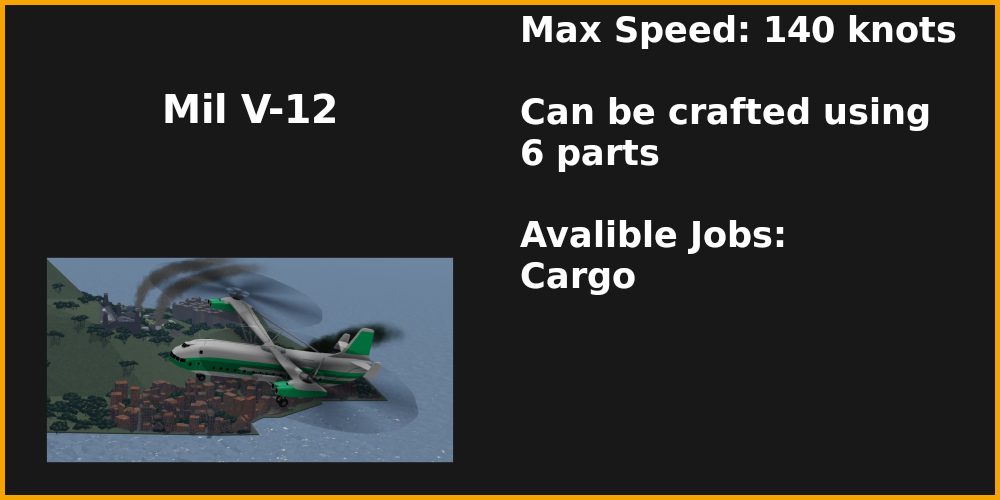 Mil V-12
Max Speed: 140 knots
Can be crafted using
6 parts
Avalible Jobs:
Cargo